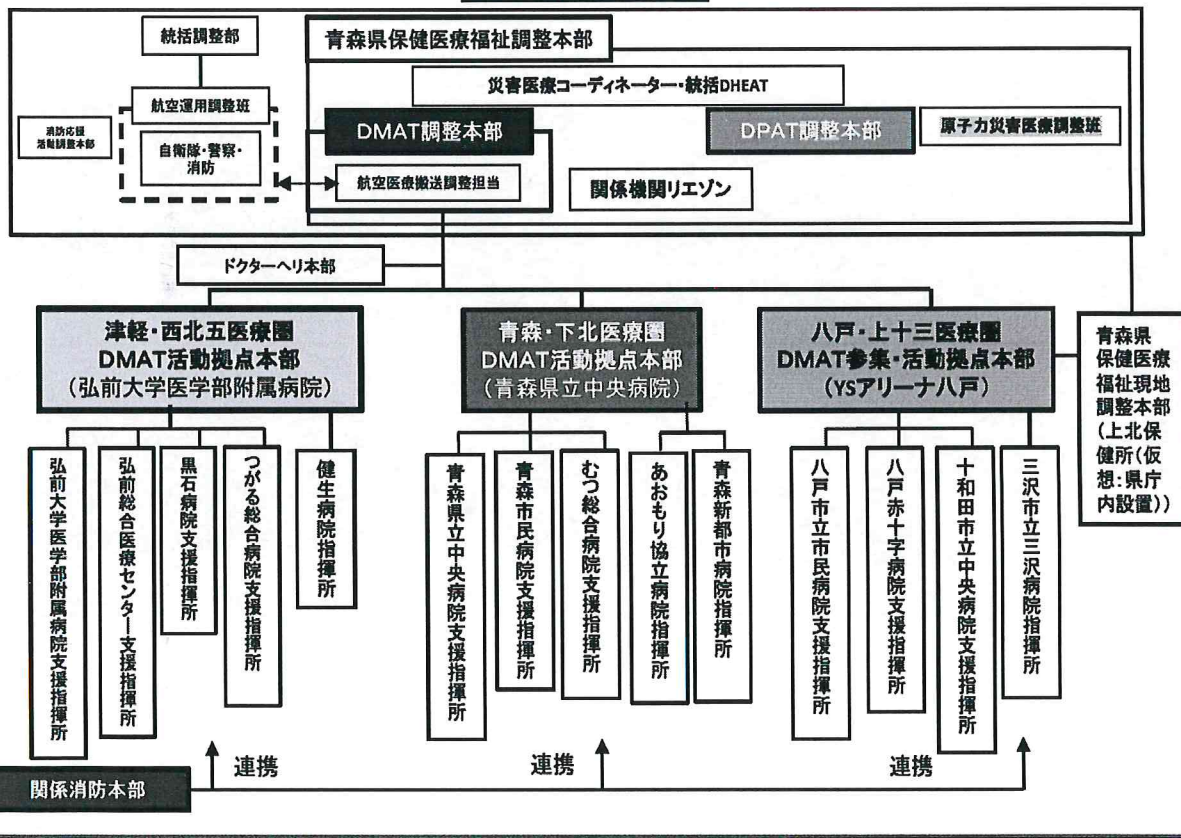 統括調整部
航空運用調整班
自衛隊・警察・
消防
消防応援
活動調整本部
青森県保健医療福祉調整本部
災害医療コーディネーター・統括DHEAT
DMAT調整本部
航空医療搬送調整担当
DPAT調整本部
原子力災害医療調整班
関係機関リエゾン
ドクターヘリ本部
津軽・西北五医療圏
DMAT活動拠点本部
（弘前大学医学部附属病院）
青森・下北医療圏
DMAT活動拠点本部
（青森県立中央病院）
八戸・上十三医療圏
DMAT参集・活動拠点本部
（YSアリーナ八戸）
青森県
保健医療
福祉現地
調整本部
（上北保
健所（仮
想：県庁
内設置））
弘前大学医学部附属病院支援指揮所
弘前総合医療センター支援指揮所
黒石病院支援指揮所
つがる総合病院支援指揮所
健生病院指揮所
青森県立中央病院支援指揮所
青森市民病院支援指揮所
むつ総合病院支援指揮所
あおもり協立病院指揮所
青森新都市病院指揮所
八戸市立市民病院支援指揮所
八戸赤十字病院支援指揮所
十和田市立中央病院支援指揮所
三沢市立三沢病院指揮所
連携
連携
連携
関係消防本部